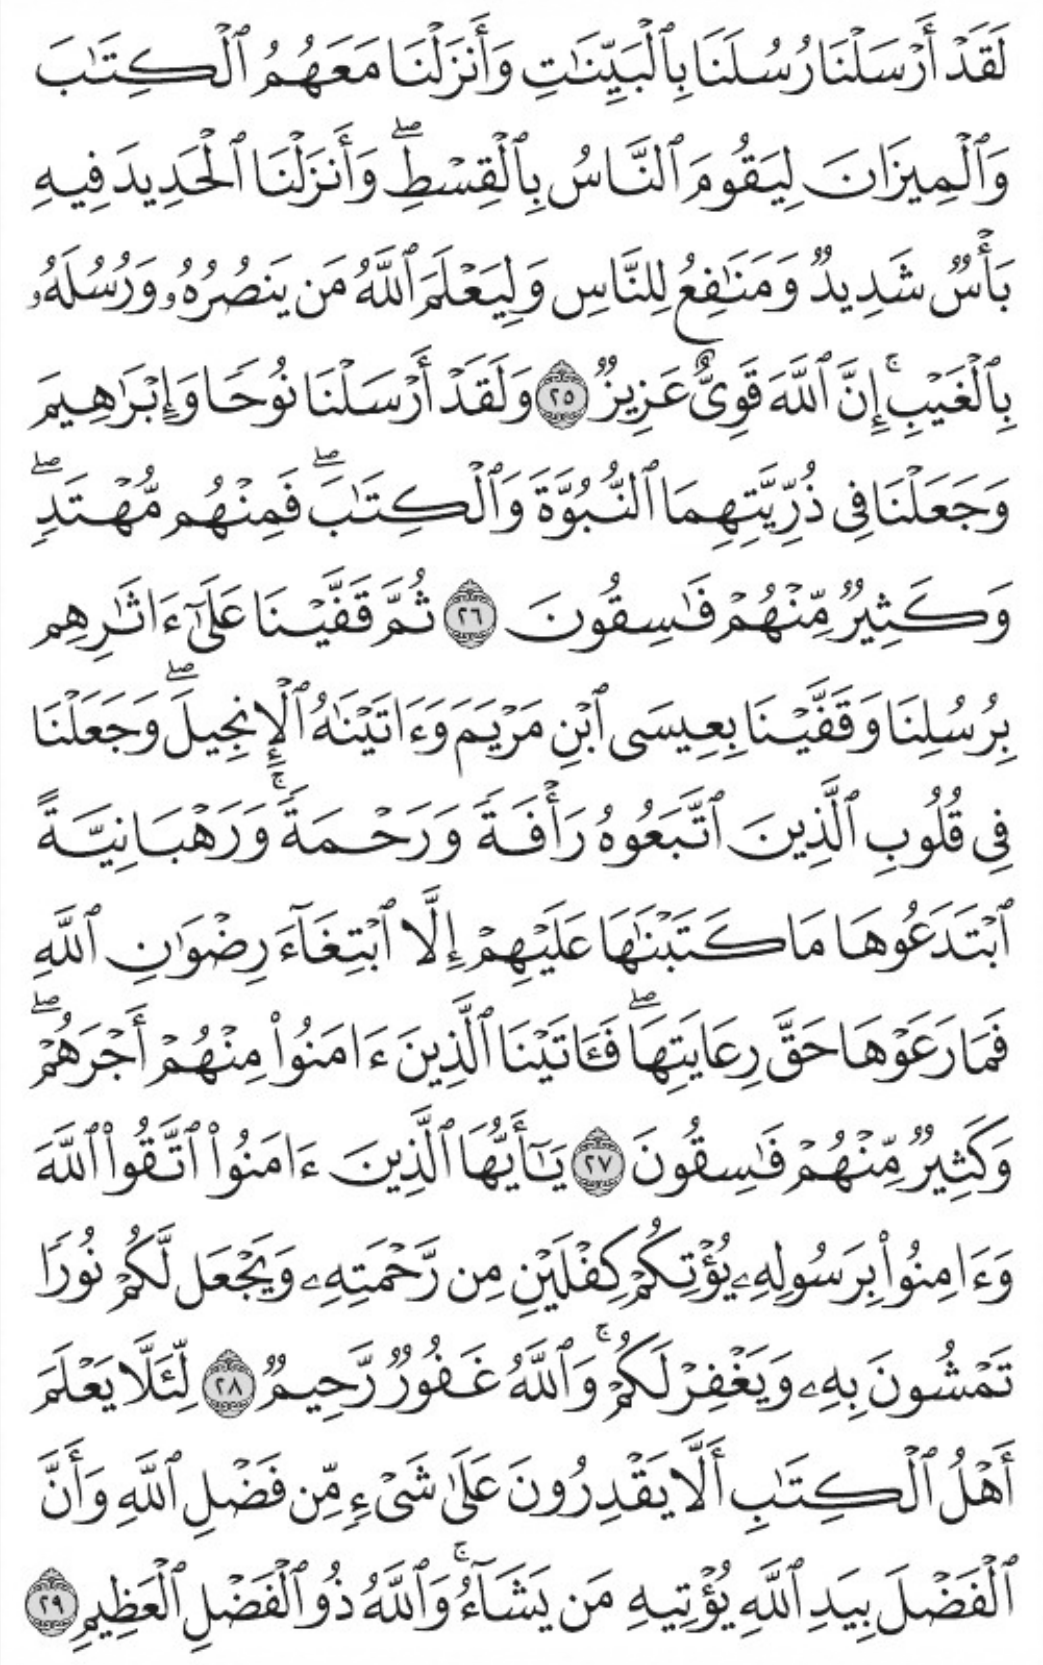 لَقَدْ أَرْسَلْنَا رُسُلَنَا بِٱلْبَيِّنَٰتِ وَأَنزَلْنَا مَعَهُمُ ٱلْكِتَٰبَ
وَٱلْمِيزَانَ لِيَقُومَ ٱلنَّاسُ بِٱلْقِسْطِ ۖ وَأَنزَلْنَا ٱلْحَدِيدَ فِيهِ
بَأْسٌ شَدِيدٌ وَمَنَٰفِعُ لِلنَّاسِ وَلِيَعْلَمَ ٱللَّهُ مَن يَنصُرُهُۥ وَرُسُلَهُۥ
بِٱلْغَيْبِ ۚ إِنَّ ٱللَّهَ قَوِىٌّ عَزِيزٌ ٢٥ وَلَقَدْ أَرْسَلْنَا نُوحًا وَإِبْرَٰهِيمَ
وَجَعَلْنَا فِى ذُرِّيَّتِهِمَا ٱلنُّبُوَّةَ وَٱلْكِتَٰبَ ۖ فَمِنْهُم مُّهْتَدٍ ۖ
وَكَثِيرٌ مِّنْهُمْ فَٰسِقُونَ ٢٦ ثُمَّ قَفَّيْنَا عَلَىٰٓ ءَاثَٰرِهِم
بِرُسُلِنَا وَقَفَّيْنَا بِعِيسَى ٱبْنِ مَرْيَمَ وَءَاتَيْنَٰهُ ٱلْإِنجِيلَ ۖ وَجَعَلْنَا
فِى قُلُوبِ ٱلَّذِينَ ٱتَّبَعُوهُ رَأْفَةً وَرَحْمَةً ۚ وَرَهْبَانِيَّةً
ٱبْتَدَعُوهَا مَا كَتَبْنَٰهَا عَلَيْهِمْ إِلَّا ٱبْتِغَآءَ رِضْوَٰنِ ٱللَّهِ
فَمَا رَعَوْهَا حَقَّ رِعَايَتِهَا ۖ فَـَٔاتَيْنَا ٱلَّذِينَ ءَامَنُوا۟ مِنْهُمْ أَجْرَهُمْ ۖ
وَكَثِيرٌ مِّنْهُمْ فَٰسِقُونَ ٢٧ يَٰٓأَيُّهَا ٱلَّذِينَ ءَامَنُوا۟ ٱتَّقُوا۟ ٱللَّهَ
وَءَامِنُوا۟ بِرَسُولِهِۦ يُؤْتِكُمْ كِفْلَيْنِ مِن رَّحْمَتِهِۦ وَيَجْعَل لَّكُمْ نُورًا
تَمْشُونَ بِهِۦ وَيَغْفِرْ لَكُمْ ۚ وَٱللَّهُ غَفُورٌ رَّحِيمٌ ٢٨ لِّئَلَّا يَعْلَمَ
أَهْلُ ٱلْكِتَٰبِ أَلَّا يَقْدِرُونَ عَلَىٰ شَىْءٍ مِّن فَضْلِ ٱللَّهِ وَأَنَّ
ٱلْفَضْلَ بِيَدِ ٱللَّهِ يُؤْتِيهِ مَن يَشَآءُ ۚ وَٱللَّهُ ذُو ٱلْفَضْلِ ٱلْعَظِيمِ ٢٩